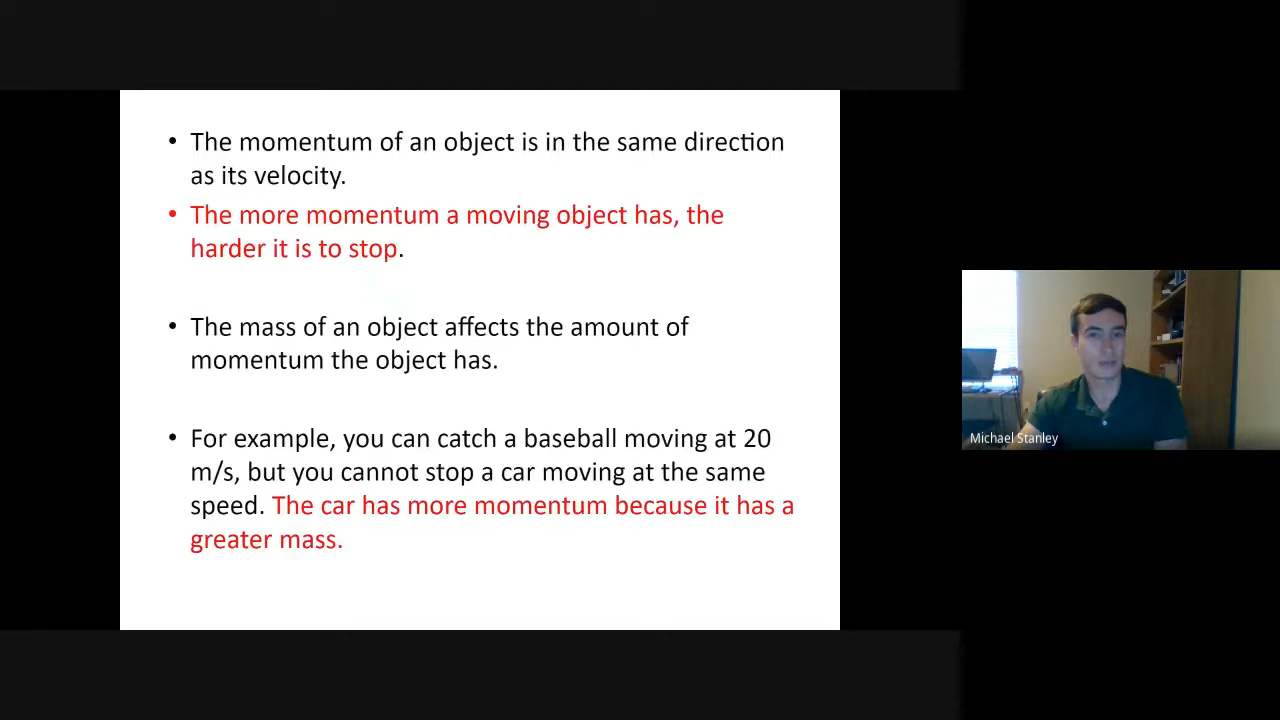 • The momentum of an object is in the same direction
as its velocity.
• The more momentum a moving object has, the
harder it is to stop.
• The mass of an object affects the amount of
momentum the object has.
• For example, you can catch a baseball moving at 20
m/s, but you cannot stop a car moving at the same
speed. The car has more momentum because it has a
greater mass.
Michael Stanley